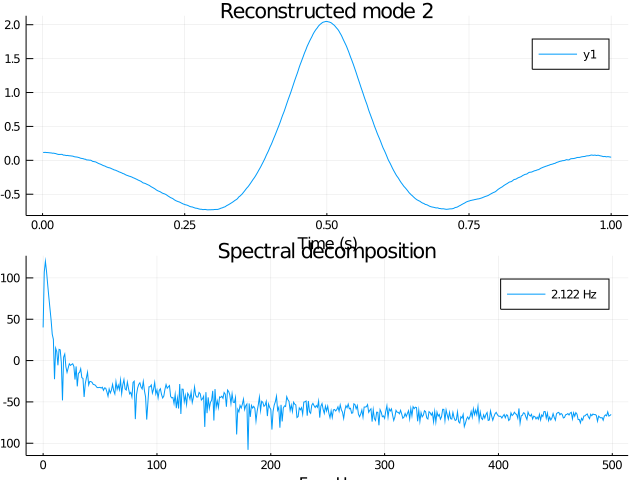 Reconstructed mode 2
2.0
1.5
1.0
0.5
0.0
-0.5
y1
0.00 0.25 0.50 0.75 1.00
Time (s)
Spectral decomposition
100
50
0
-50
100
2.122 Hz
0 100 200 300 400 500